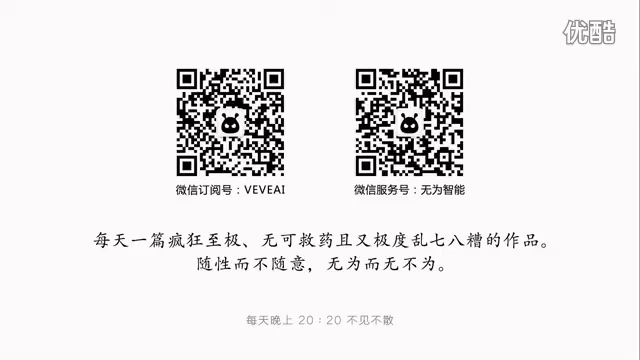 优酷
微信订阅号：VEVEAI
微信服务号：无为智能
每天一篇疯狂至极、无可救药且又极度乱七八糟的作品。
随性而不随意，无为而无不为。
每天晚上 20：20 不见不散